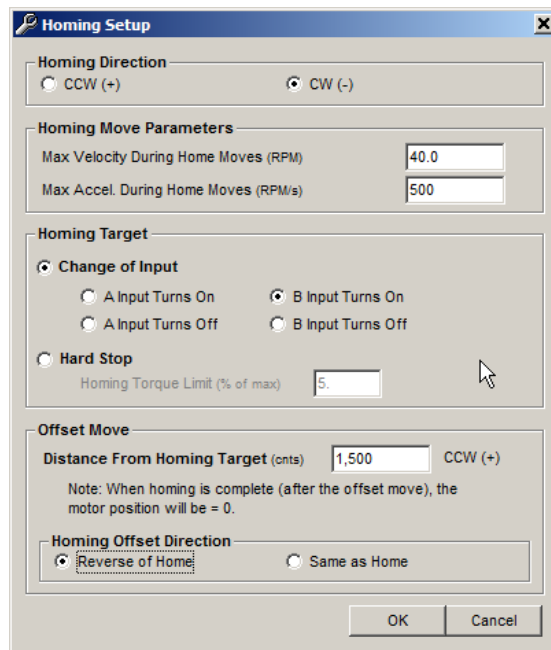 Homing Setup
Homing Direction
CCW (+) CW (-)
Homing Move Parameters
Max Velocity During Home Moves (RPM) 40.0
Max Accel. During Home Moves (RPM/s) 500
Homing Target
Change of Input
A Input Turns On B Input Turns On
A Input Turns Off B Input Turns Off
Hard Stop
Homing Torque Limit (% of max) 5.
Offset Move
Distance From Homing Target (cnts) 1,500 CCW (+)
Note: When homing is complete (after the offset move), the
motor position will be = 0.
Homing Offset Direction
Reverse of Home Same as Home
OK Cancel